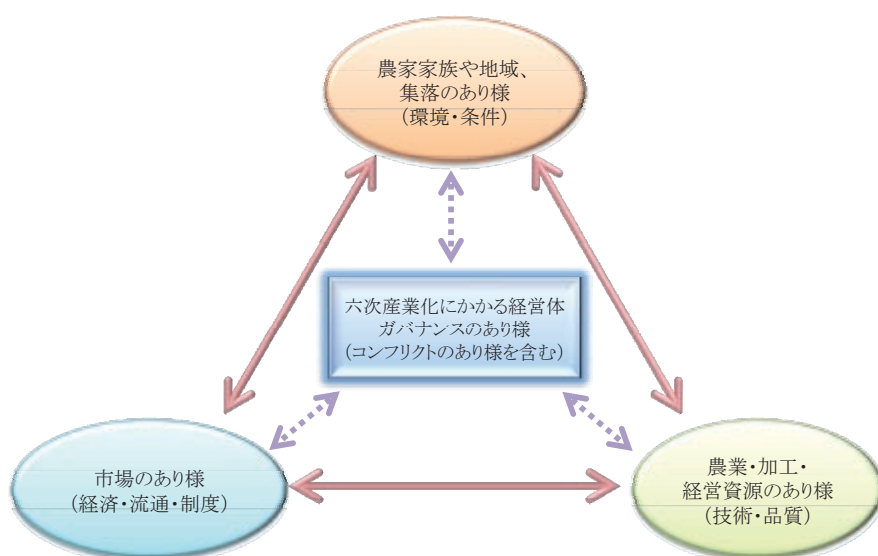 農家家族や地域、
集落のあり様
(環境・条件)
六次産業化にかかる経営体
ガバナンスのあり様
(コンフリクトのあり様を含む)
市場のあり様
(経済・流通・制度)
農業・加工・
経営資源のあり様
(技術・品質)